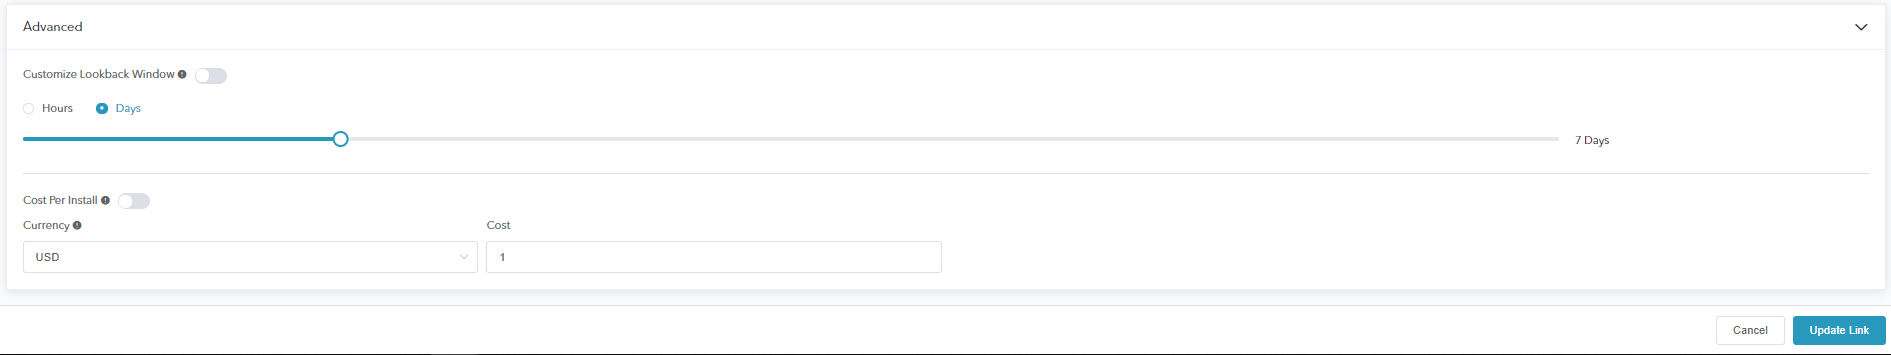 Advanced
Customize Lookback Window
Hours Days
7 Days
Cost Per Install
Currency Cost
USD 1
Cancel Update Link